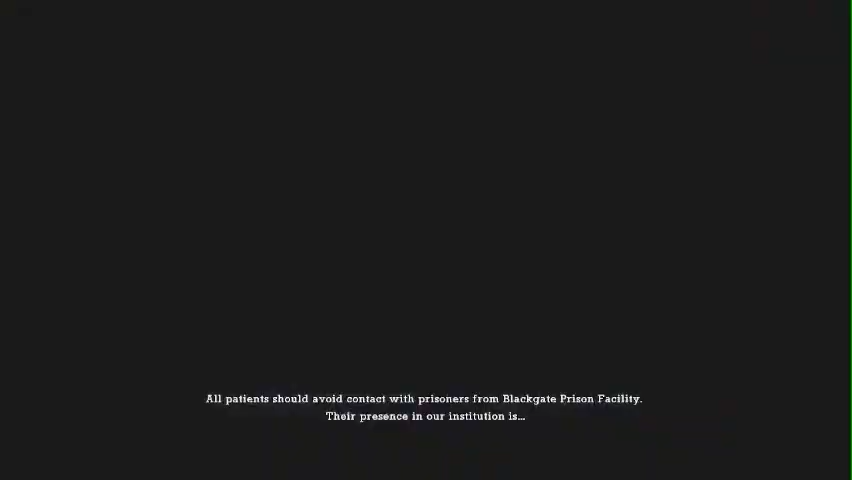 All patients should avoid contact with prisoners from Blackgate Prison Facility.
Their presence in our institution is...